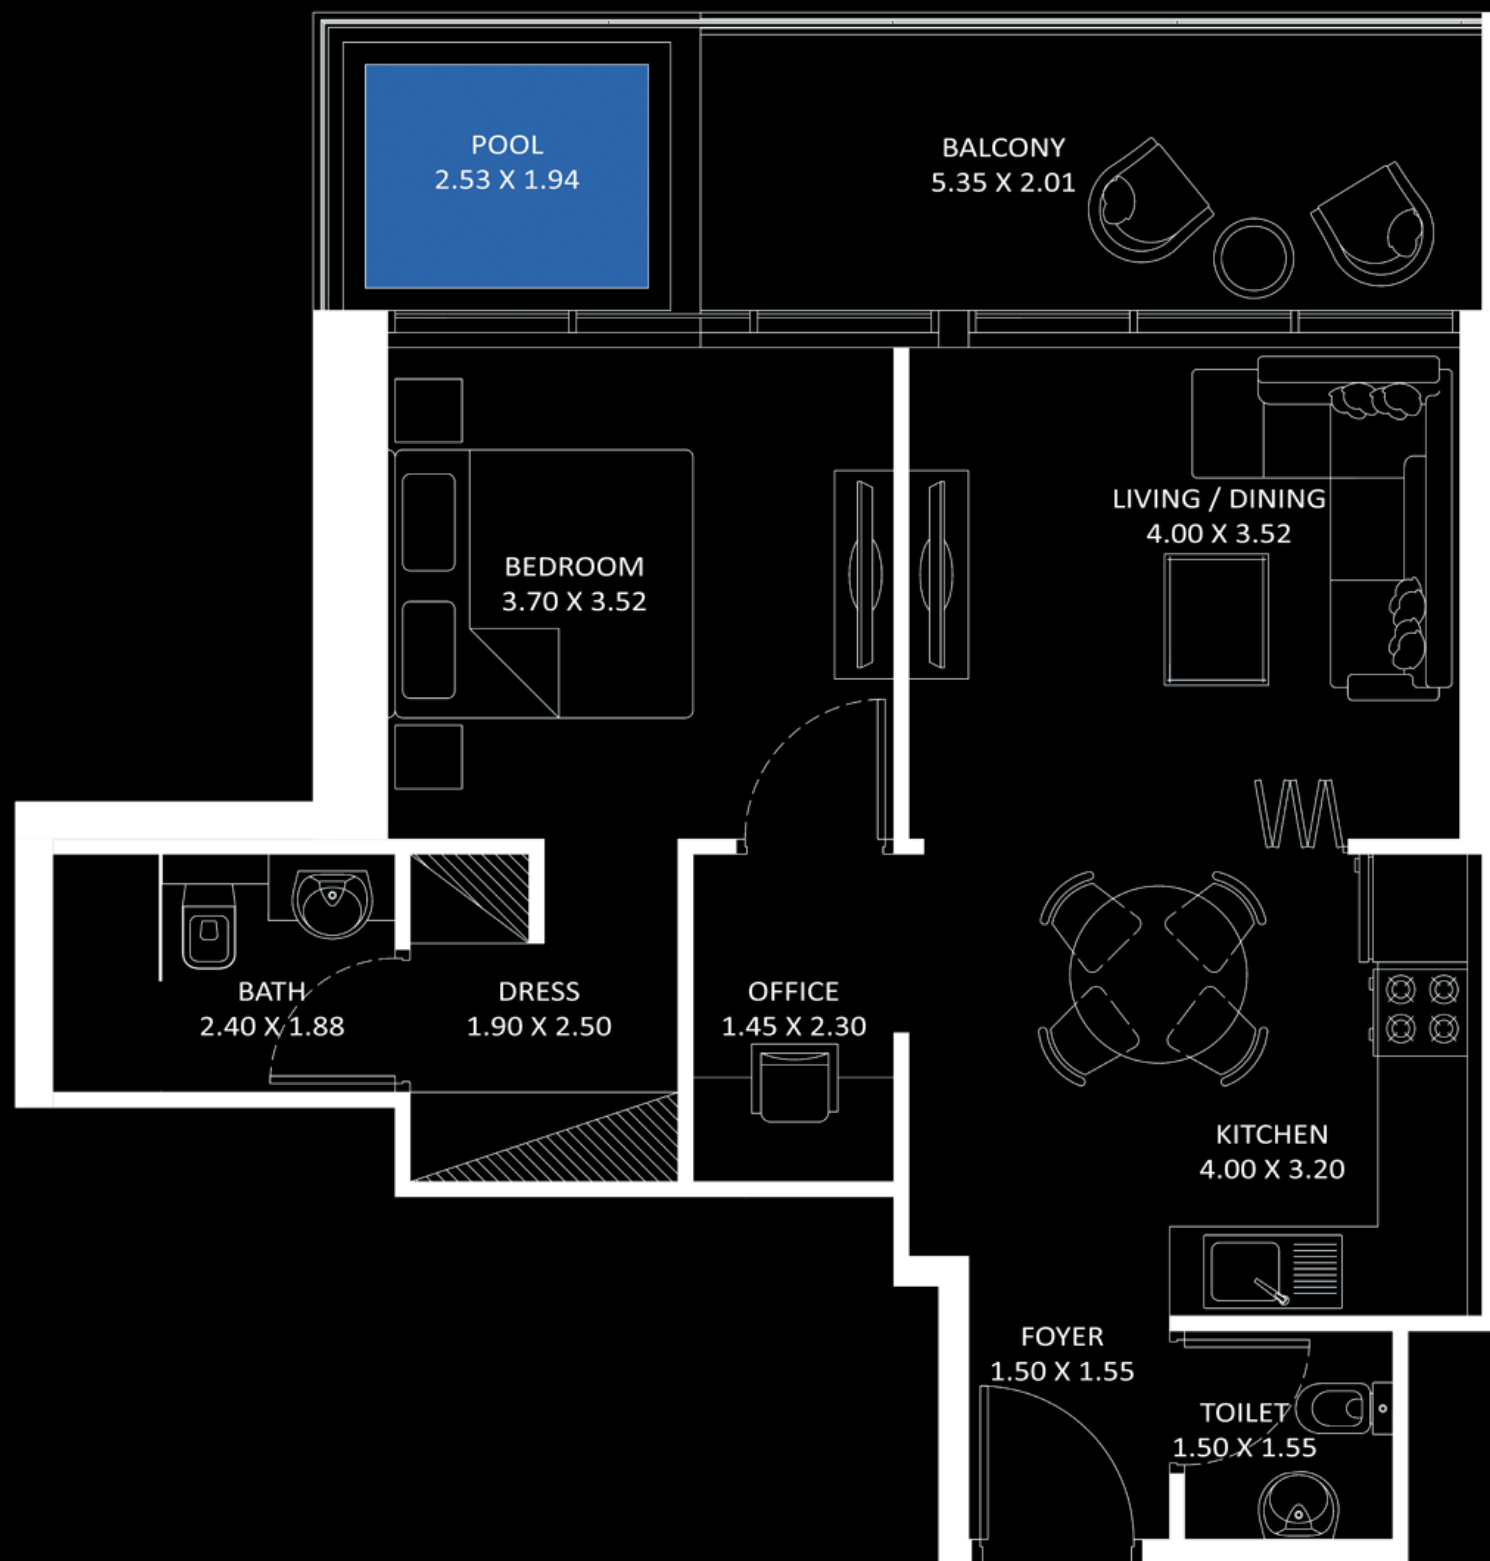 POOL
2.53 X 1.94
BALCONY
5.35 X 2.01
LIVING / DINING
4.00 X 3.52
BEDROOM
3.70 X 3.52
BATH
2.40 X 1.88
DRESS
1.90 X 2.50
OFFICE
1.45 X 2.30
KITCHEN
4.00 X 3.20
FOYER
1.50 X 1.55
TOILET
1.50 X 1.55